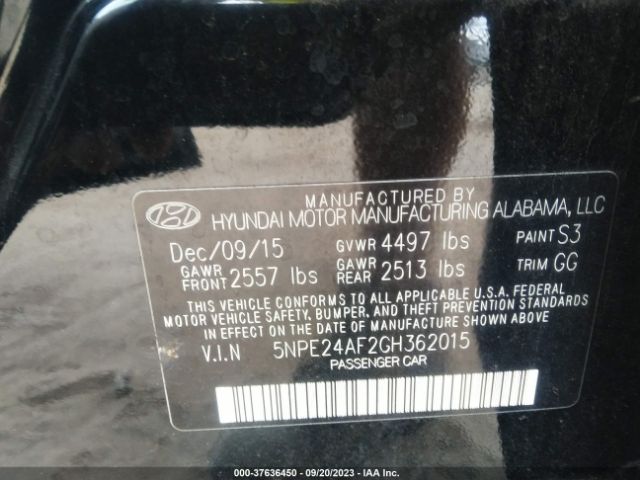 MANUFACTURED BY
HYUNDAI MOTOR MANUFACTURING ALABAMA, LLC
Dec/09/15 GVWR 4497 lbs PAINT S3
GAWR FRONT 2557 lbs GAWR REAR 2513 lbs TRIM GG
THIS VEHICLE CONFORMS TO ALL APPLICABLE U.S.A. FEDERAL
MOTOR VEHICLE SAFETY, BUMPER, AND THEFT PREVENTION STANDARDS
IN EFFECT ON THE DATE OF MANUFACTURE SHOWN ABOVE.
V.I.N 5NPE24AF2GH362015
PASSENGER CAR
000-37636450 - 09/20/2023 - IAA Inc.